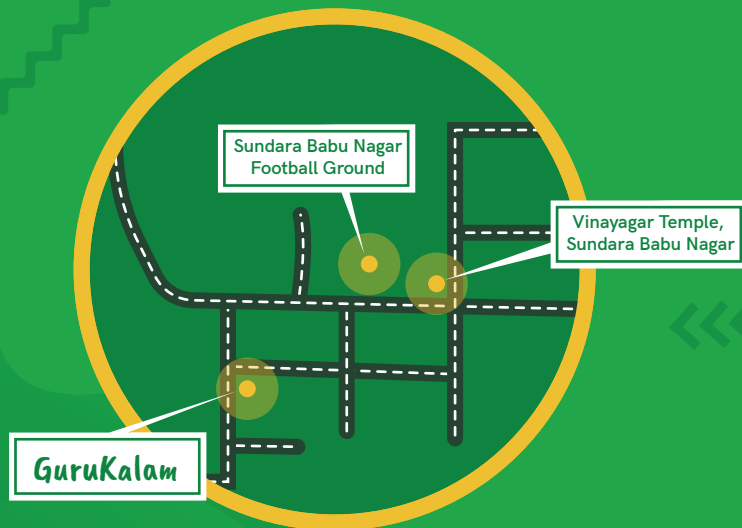 Sundara Babu Nagar
Football Ground
Vinayagar Temple,
Sundara Babu Nagar
GuruKalam